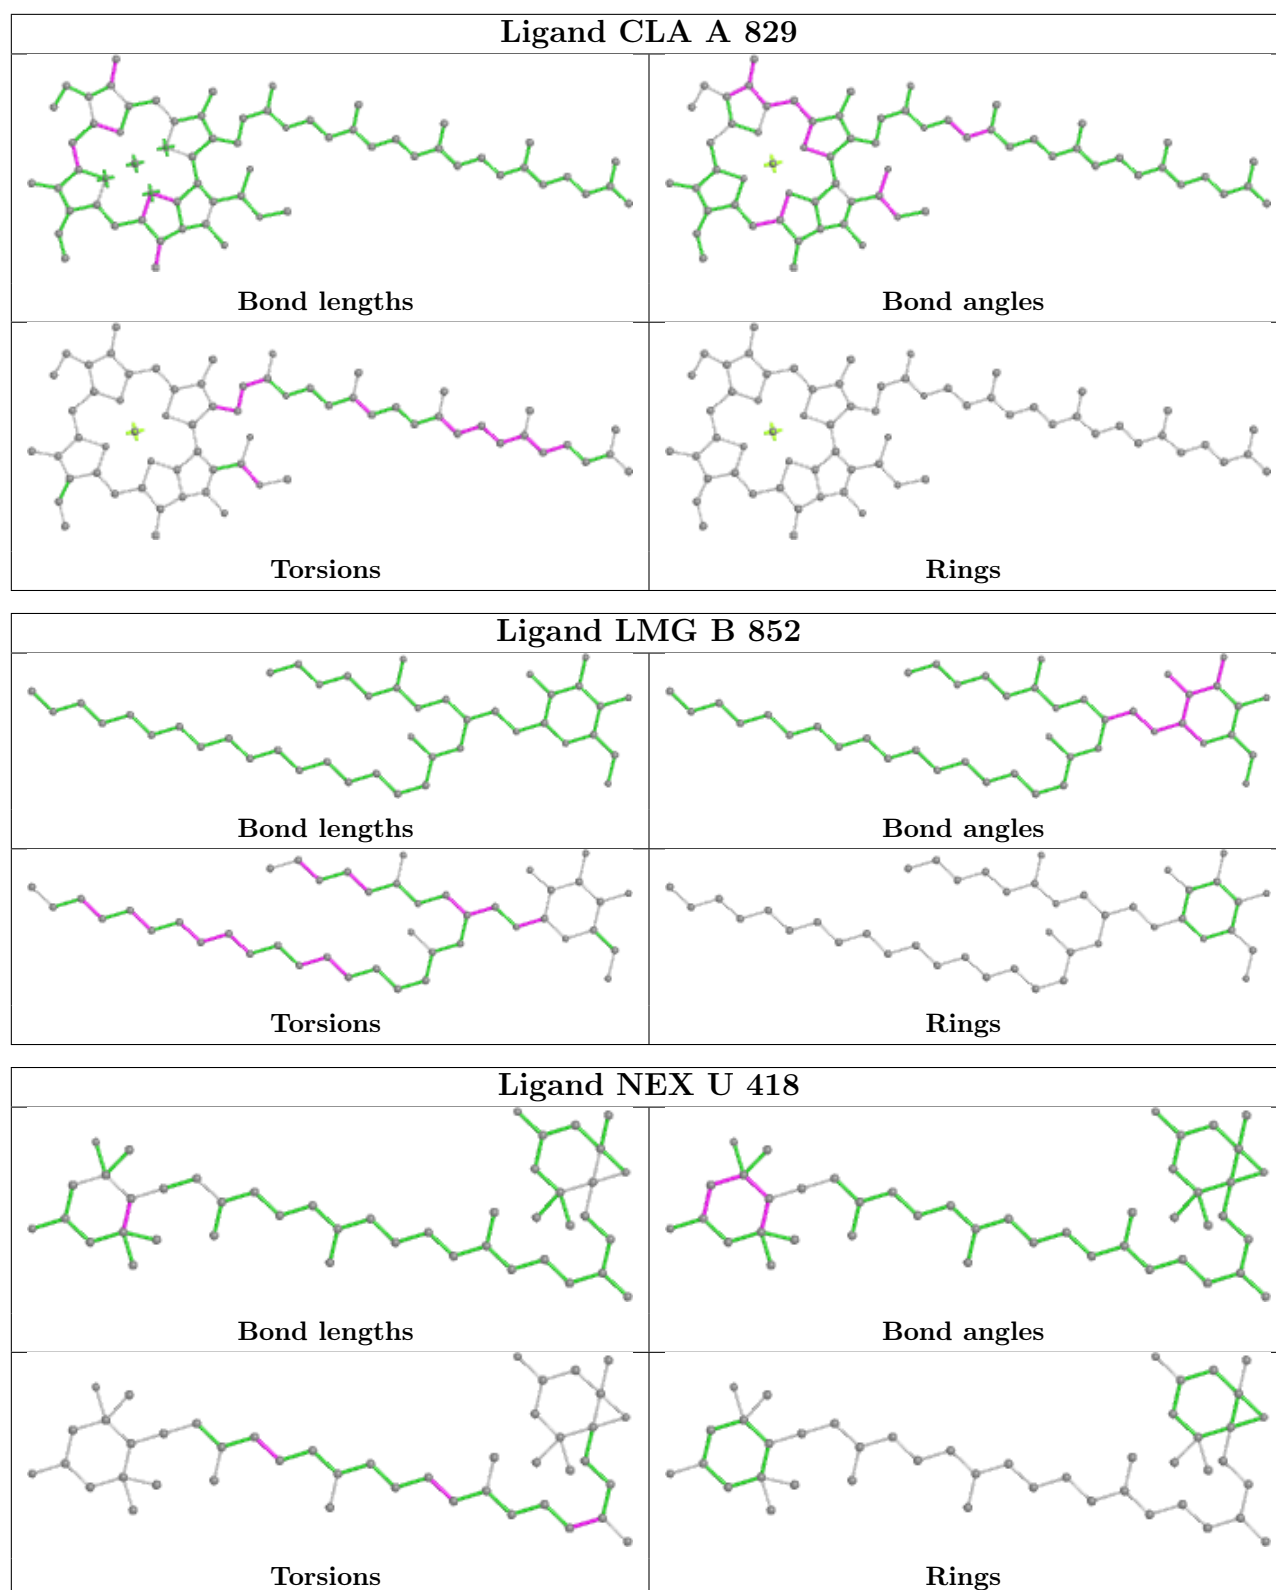 Ligand CLA A 829
Bond lengths
Bond angles
Torsions
Rings
Ligand LMG B 852
Bond lengths
Bond angles
Torsions
Rings
Ligand NEX U 418
Bond lengths
Bond angles
Torsions
Rings